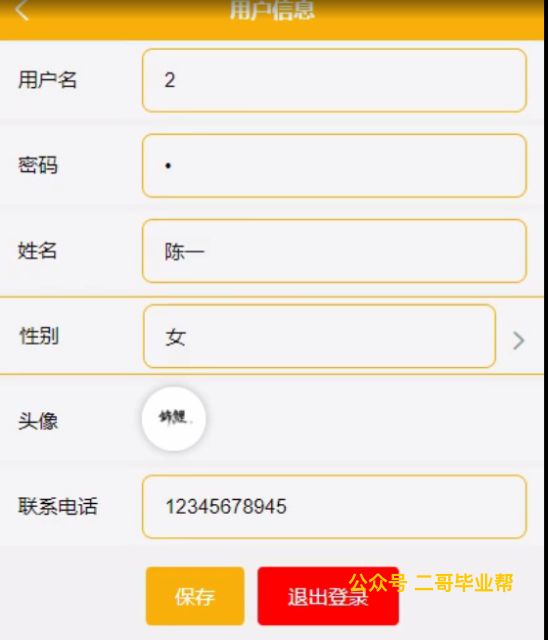 用户信息
用户名 2
密码 •
姓名 陈一
性别 女
头像 锦鲤.
联系电话 12345678945
保存 退出登录
公众号 二哥毕业帮